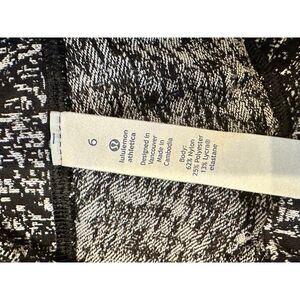 6
lululemon
athletica
Designed in
Vancouver
Made in
Cambodia
Body:
62% Nylon
25% Polyester
13% Lycra®
elastane